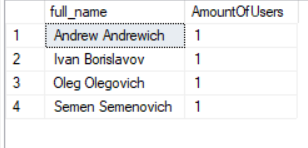 full_name AmountOfUsers
1 Andrew Andrewich 1
2 Ivan Borislavov 1
3 Oleg Olegovich 1
4 Semen Semenovich 1